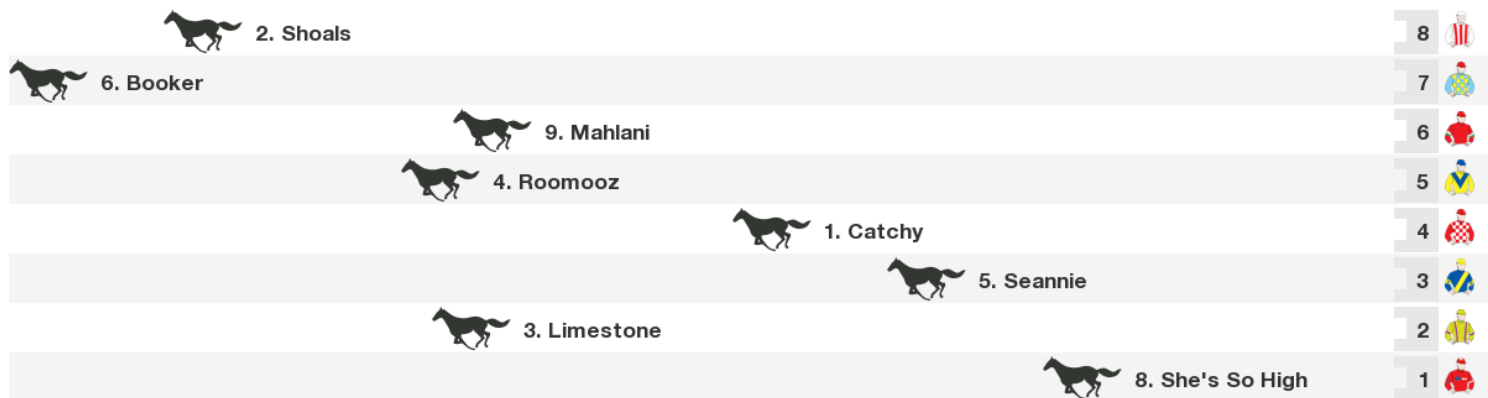 2. Shoals 8
6. Booker 7
9. Mahlani 6
4. Roomooz 5
1. Catchy 4
5. Seannie 3
3. Limestone 2
8. She's So High 1